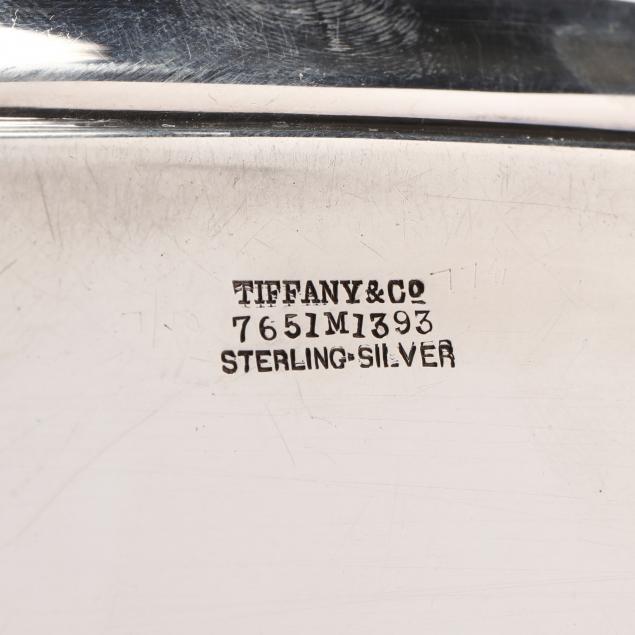 TIFFANY & Co
7651M1393
STERLING-SILVER